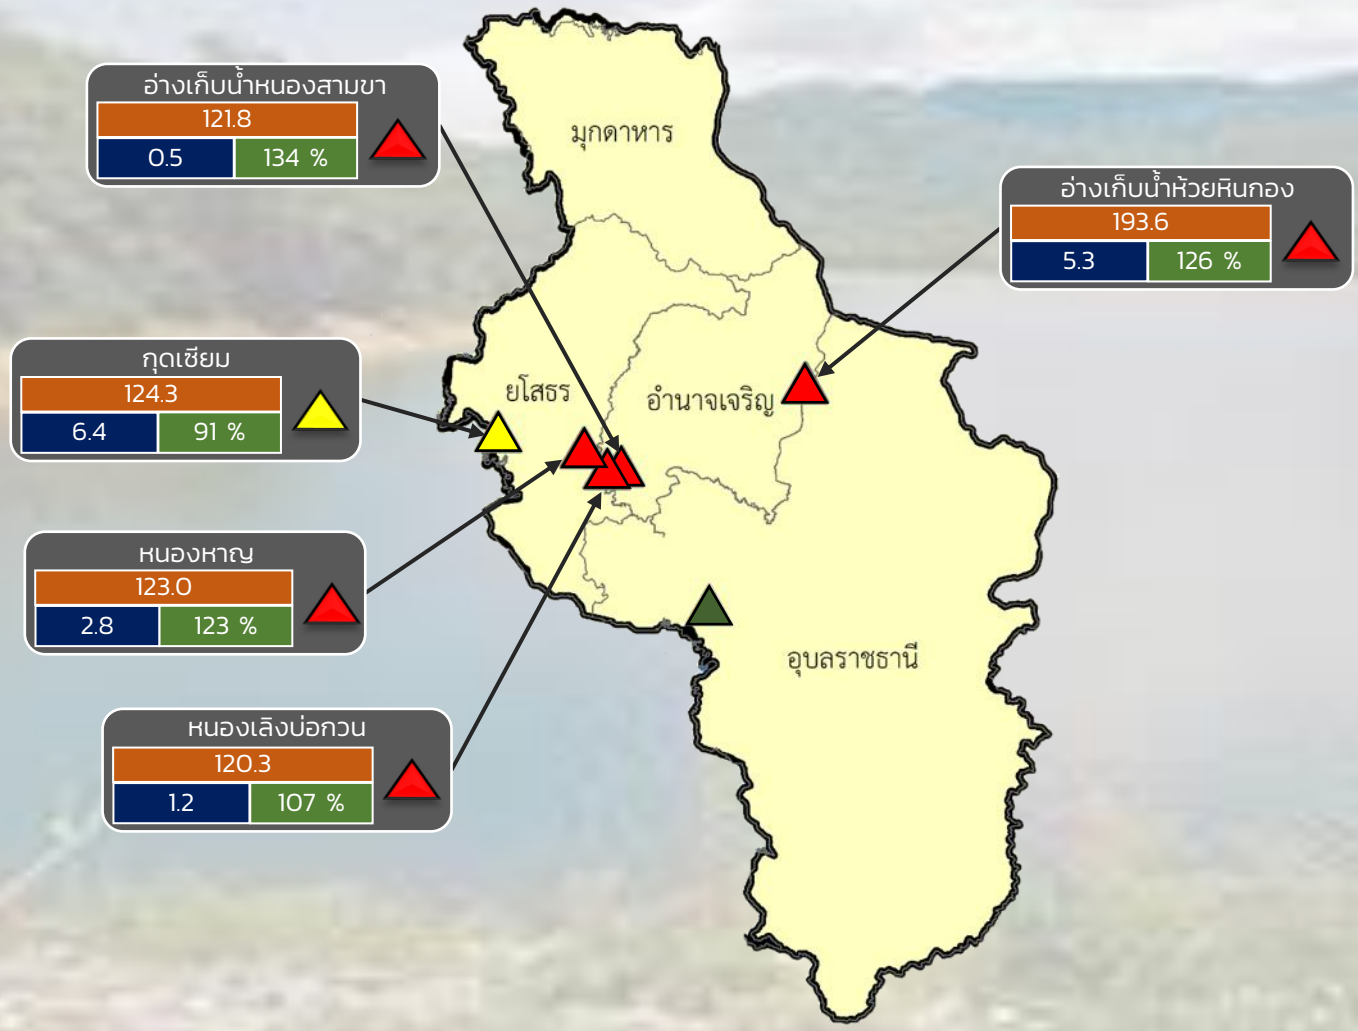 อ่างเก็บน้ำหนองสามขา
121.8
0.5 134 %
มุกดาหาร
อ่างเก็บน้ำห้วยหินกอง
193.6
5.3 126 %
กุดเซียม
124.3
6.4 91 %
ยโสธร
อำนาจเจริญ
หนองหาญ
123.0
2.8 123 %
อุบลราชธานี
หนองเลิงบ่อกวน
120.3
1.2 107 %